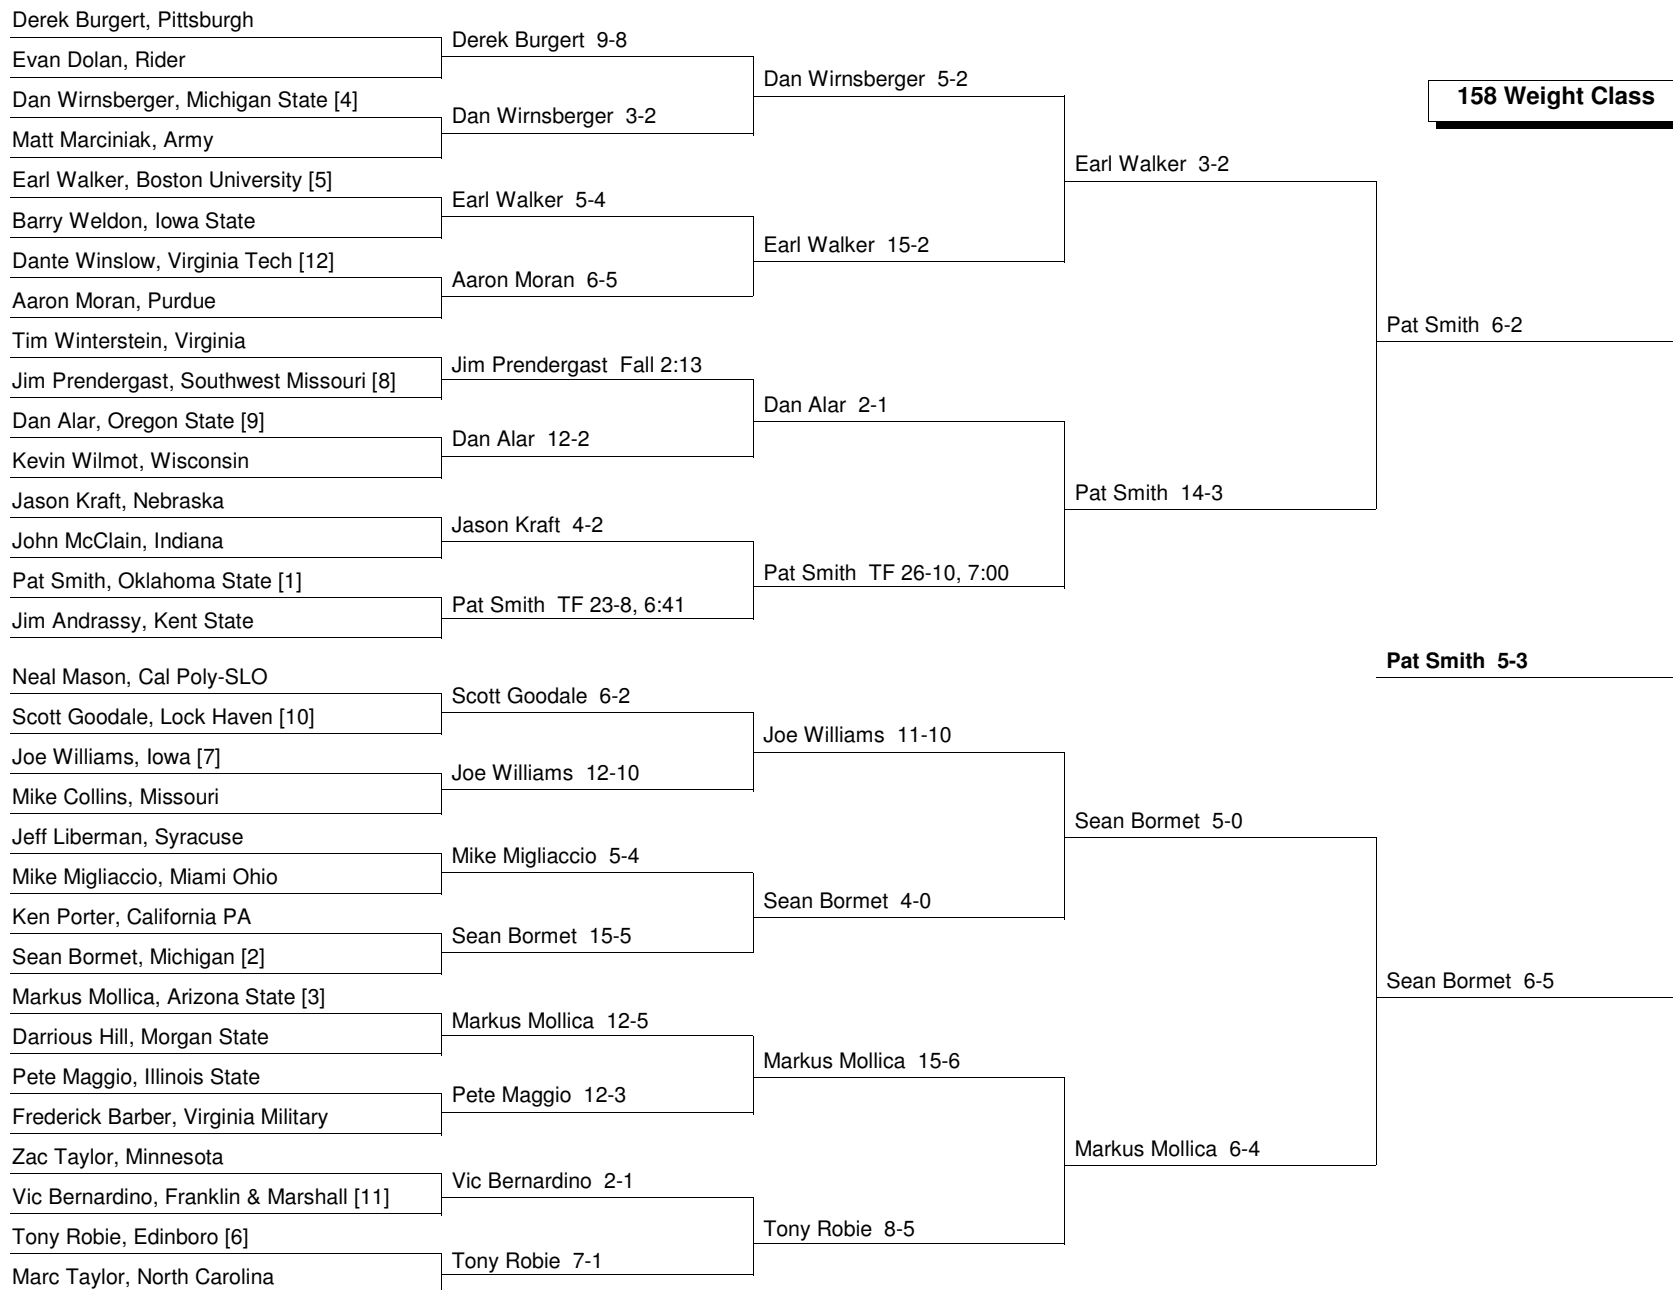 Derek Burgert, Pittsburgh
Evan Dolan, Rider
Dan Wirnsberger, Michigan State [4]
Matt Marciniak, Army
Earl Walker, Boston University [5]
Barry Weldon, Iowa State
Dante Winslow, Virginia Tech [12]
Aaron Moran, Purdue
Tim Winterstein, Virginia
Jim Prendergast, Southwest Missouri [8]
Dan Alar, Oregon State [9]
Kevin Wilmot, Wisconsin
Jason Kraft, Nebraska
John McClain, Indiana
Pat Smith, Oklahoma State [1]
Jim Andrassy, Kent State
Neal Mason, Cal Poly-SLO
Scott Goodale, Lock Haven [10]
Joe Williams, Iowa [7]
Mike Collins, Missouri
Jeff Liberman, Syracuse
Mike Migliaccio, Miami Ohio
Ken Porter, California PA
Sean Bormet, Michigan [2]
Markus Mollica, Arizona State [3]
Darrious Hill, Morgan State
Pete Maggio, Illinois State
Frederick Barber, Virginia Military
Zac Taylor, Minnesota
Vic Bernardino, Franklin & Marshall [11]
Tony Robie, Edinboro [6]
Marc Taylor, North Carolina
Derek Burgert 9-8
Dan Wirnsberger 3-2
Earl Walker 5-4
Aaron Moran 6-5
Jim Prendergast Fall 2:13
Dan Alar 12-2
Jason Kraft 4-2
Pat Smith TF 23-8, 6:41
Scott Goodale 6-2
Joe Williams 12-10
Mike Migliaccio 5-4
Sean Bormet 15-5
Markus Mollica 12-5
Pete Maggio 12-3
Vic Bernardino 2-1
Tony Robie 7-1
Dan Wirnsberger 5-2
Earl Walker 15-2
Dan Alar 2-1
Pat Smith TF 26-10, 7:00
Joe Williams 11-10
Sean Bormet 4-0
Markus Mollica 15-6
Tony Robie 8-5
Earl Walker 3-2
Pat Smith 14-3
Sean Bormet 5-0
Markus Mollica 6-4
158 Weight Class
Pat Smith 6-2
Pat Smith 5-3
Sean Bormet 6-5